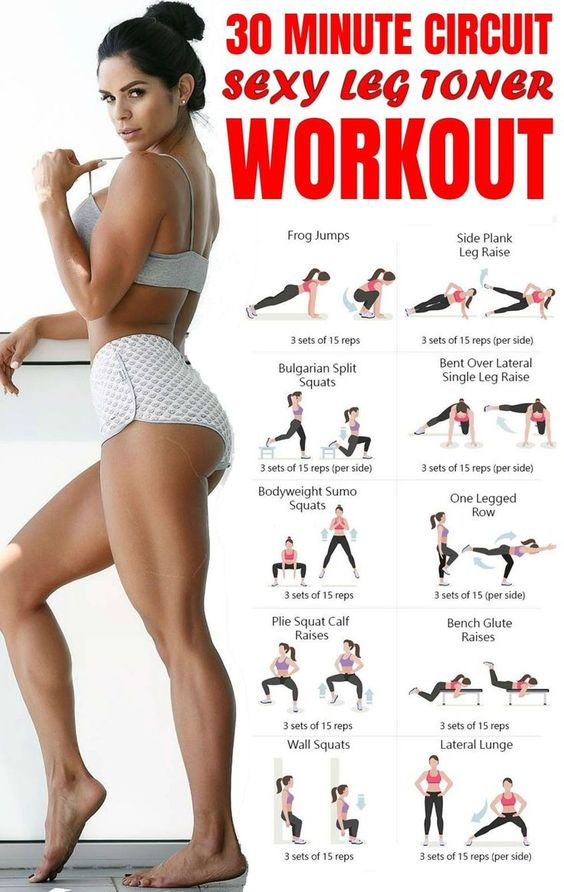 30 MINUTE CIRCUIT
SEXY LEG TONER
WORKOUT
Frog Jumps
3 sets of 15 reps
Side Plank
Leg Raise
3 sets of 15 reps (per side)
Bulgarian Split
Squats
3 sets of 15 reps (per side)
Bent Over Lateral
Single Leg Raise
3 sets of 15 reps (per side)
Bodyweight Sumo
Squats
3 sets of 15 reps
One Legged
Row
3 sets of 15 (per side)
Plie Squat Calf
Raises
3 sets of 15 reps
Bench Glute
Raises
3 sets of 15 reps
Wall Squats
3 sets of 15 reps
Lateral Lunge
3 sets of 15 reps (per side)